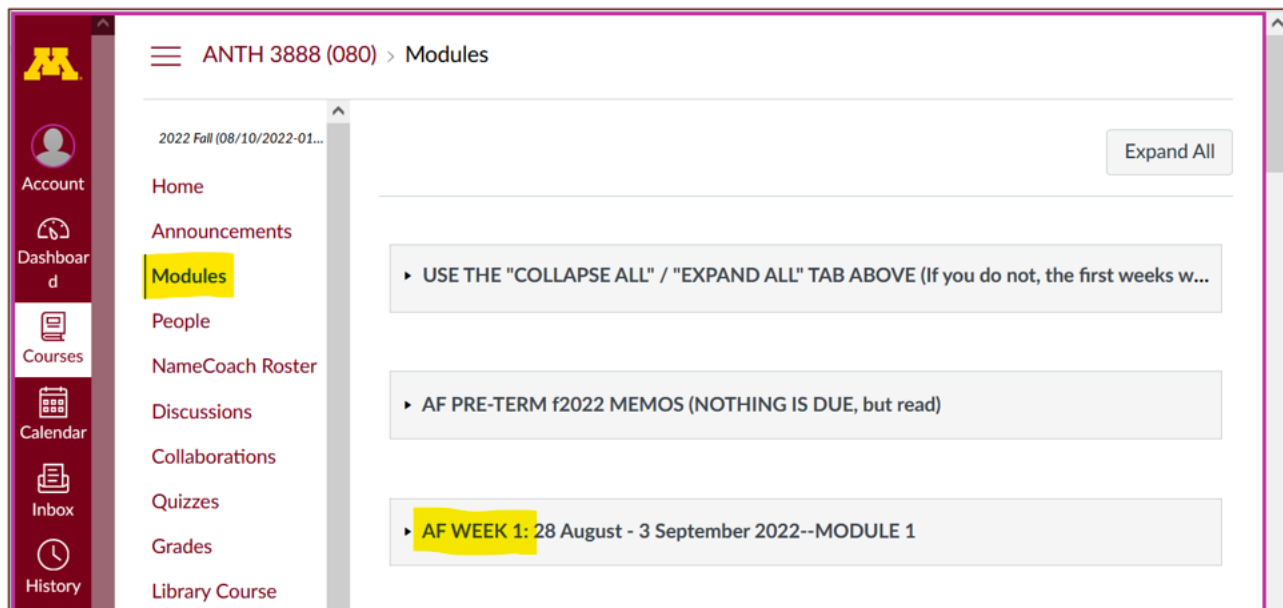 M
ANTH 3888 (080) > Modules
2022 Fall (08/10/2022-01...
Expand All
Account
Dashboar
d
Courses
Calendar
Inbox
History
Home
Announcements
Modules
People
NameCoach Roster
Discussions
Collaborations
Quizzes
Grades
Library Course
USE THE "COLLAPSE ALL" / "EXPAND ALL" TAB ABOVE (If you do not, the first weeks w...
AF PRE-TERM f2022 MEMOS (NOTHING IS DUE, but read)
AF WEEK 1: 28 August - 3 September 2022--MODULE 1